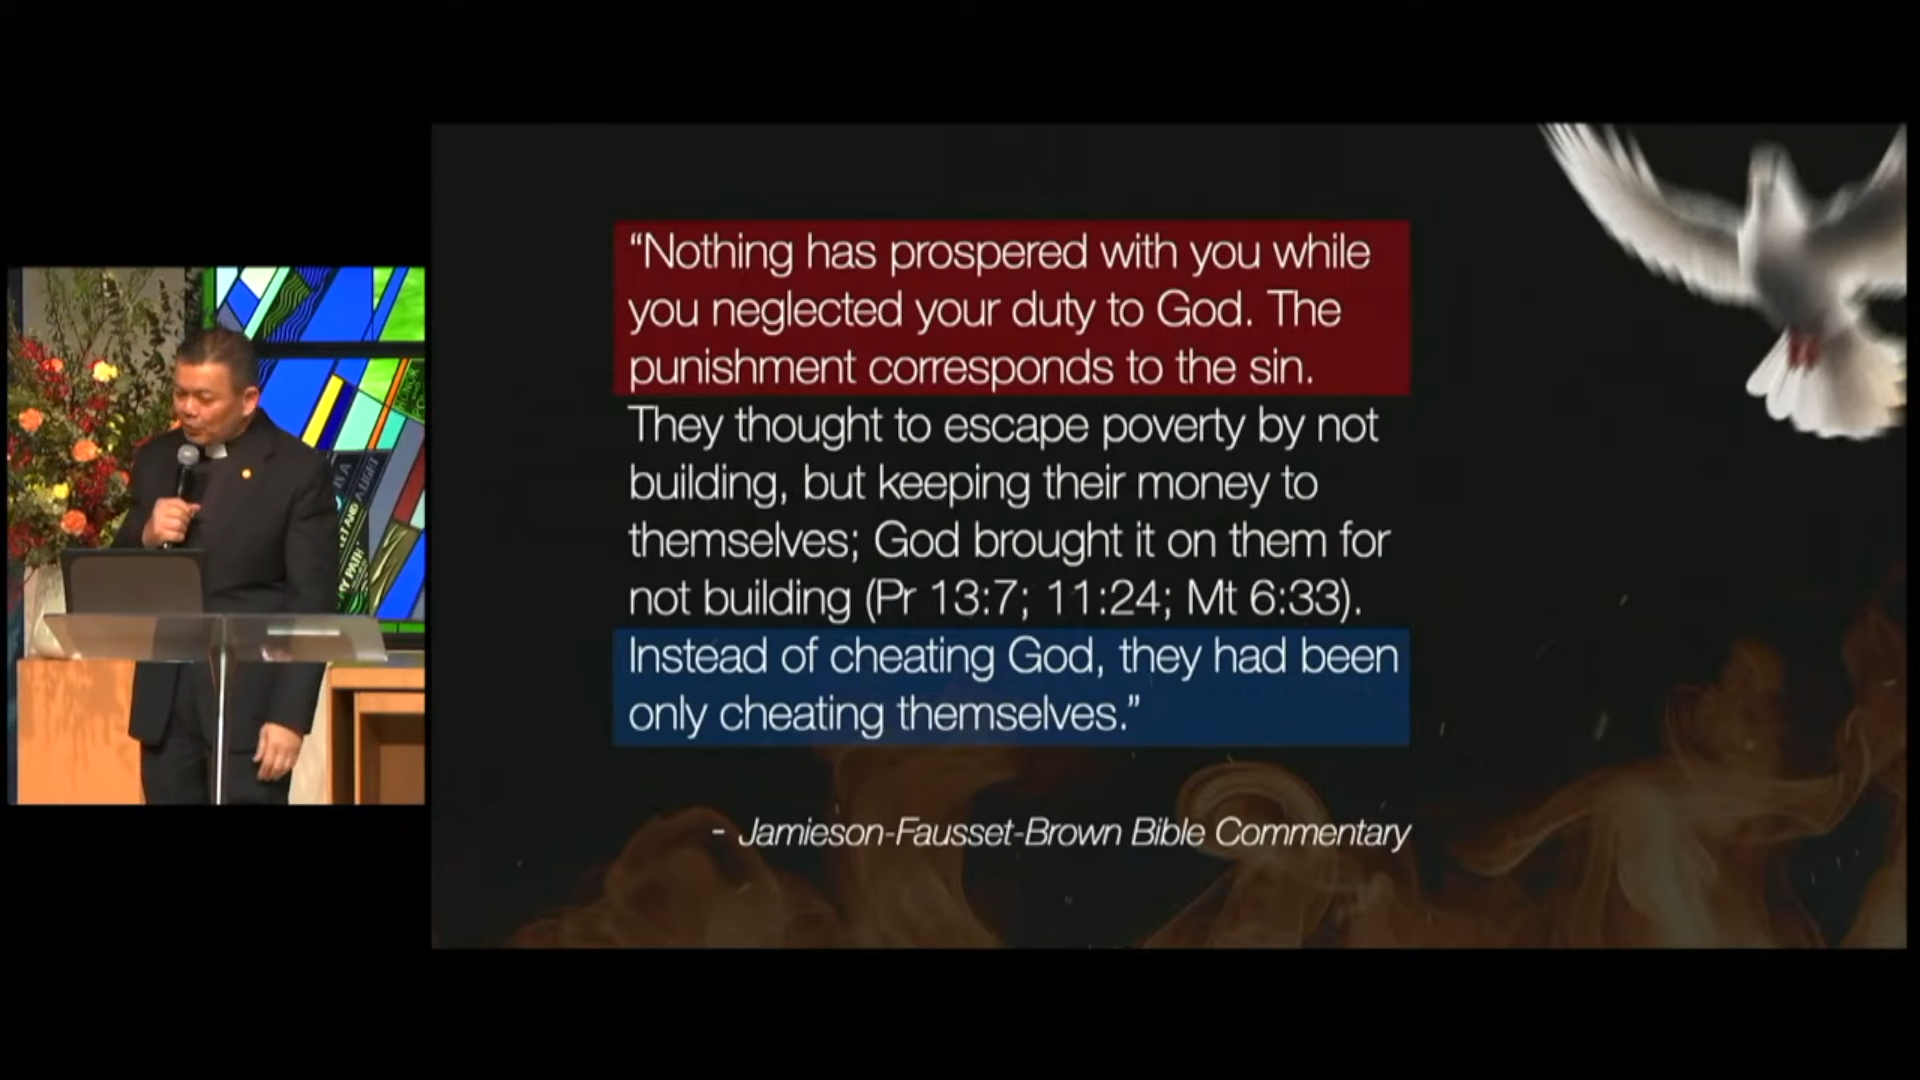 “Nothing has prospered with you while
you neglected your duty to God. The
punishment corresponds to the sin.
They thought to escape poverty by not
building, but keeping their money to
themselves; God brought it on them for
not building (Pr 13:7; 11:24; Mt 6:33).
Instead of cheating God, they had been
only cheating themselves.”
- Jamieson-Fausset-Brown Bible Commentary
MY PATH